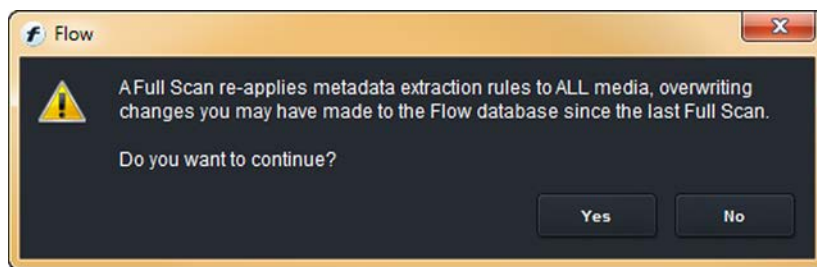 Flow
A Full Scan re-applies metadata extraction rules to ALL media, overwriting
changes you may have made to the Flow database since the last Full Scan.
Do you want to continue?
Yes No